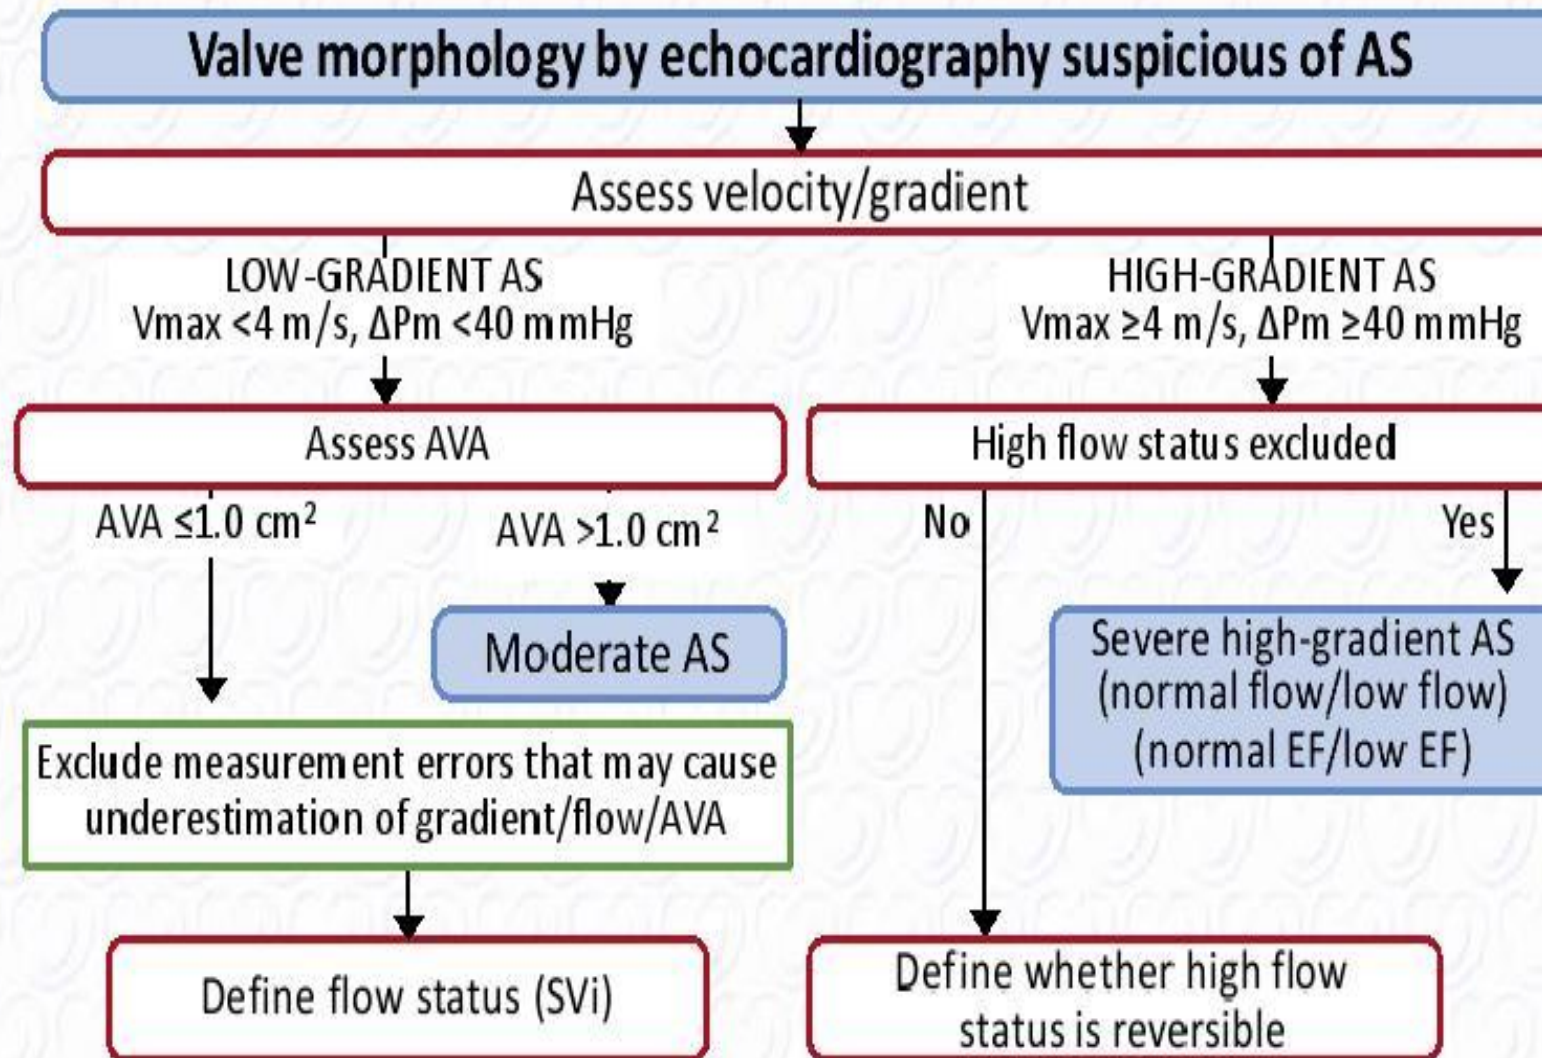 Valve morphology by echocardiography suspicious of AS
Assess velocity/gradient
LOW-GRADIENT AS
Vmax <4 m/s, ΔPm <40 mmHg
HIGH-GRADIENT AS
Vmax ≥4 m/s, ΔPm ≥40 mmHg
Assess AVA
High flow status excluded
AVA ≤1.0 cm²
AVA >1.0 cm²
No
Yes
Moderate AS
Severe high-gradient AS
(normal flow/low flow)
(normal EF/low EF)
Exclude measurement errors that may cause
underestimation of gradient/flow/AVA
Define flow status (SVi)
Define whether high flow
status is reversible